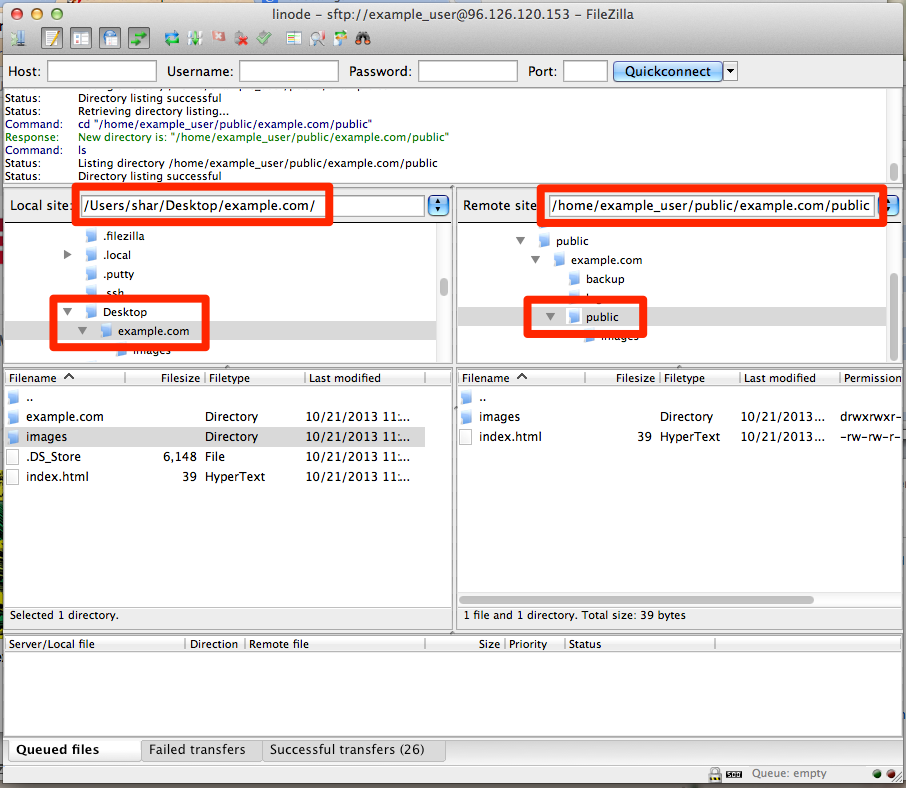 linode – sftp://example_user@96.126.120.153 – FileZilla
Host: Username: Password: Port: Quickconnect
Status: Directory listing successful
Status: Retrieving directory listing...
Command: cd "/home/example_user/public/example.com/public"
Response: New directory is: "/home/example_user/public/example.com/public"
Command: ls
Status: Listing directory /home/example_user/public/example.com/public
Status: Directory listing successful
Local site: /Users/shar/Desktop/example.com/
.filezilla
.local
.putty
.ssh
Desktop
example.com
images
Remote site: /home/example_user/public/example.com/public
public
example.com
backup
public
images
Filename Filesize Filetype Last modified
..
example.com Directory 10/21/2013 11:...
images Directory 10/21/2013 11:...
.DS_Store 6,148 File 10/21/2013 11:...
index.html 39 HyperText 10/21/2013 11:...
Selected 1 directory.
Filename Filesize Filetype Last modified Permission
..
images Directory 10/21/2013... drwxrwxr-
index.html 39 HyperText 10/21/2013... -rw-rw-r-
1 file and 1 directory. Total size: 39 bytes
Server/Local file Direction Remote file Size Priority Status
Queued files Failed transfers Successful transfers (26)
Queue: empty